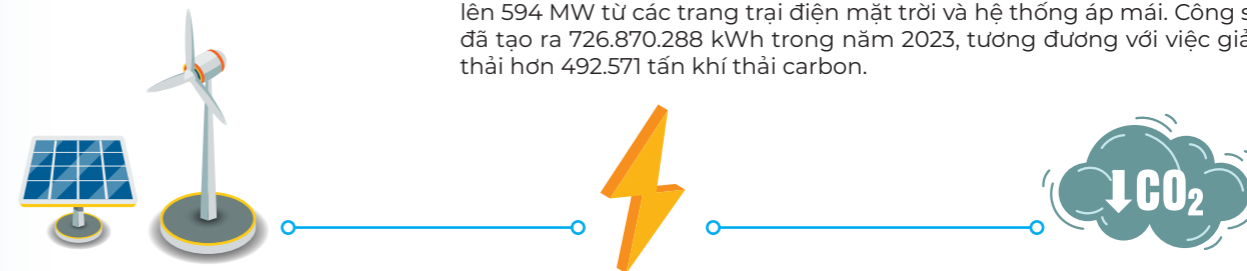 lên 594 MW từ các trang trại điện mặt trời và hệ thống áp mái. Công
đã tạo ra 726.870.288 kWh trong năm 2023, tương đương với việc
thải hơn 492.571 tấn khí thải carbon.
CO₂